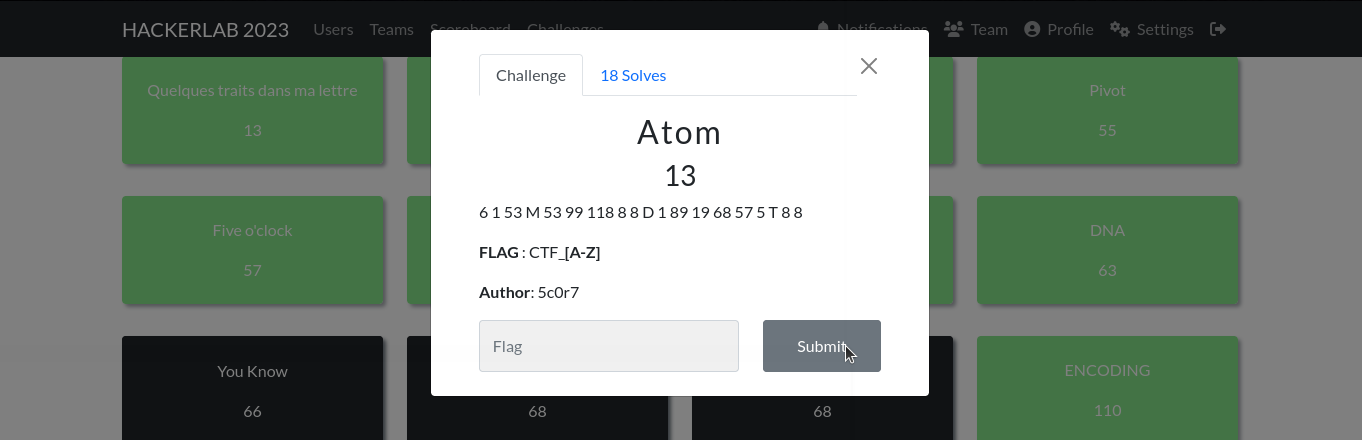 HACKERLAB 2023 Users Teams Scoreboard Challenges Notifications Team Profile Settings
Challenge 18 Solves
Quelques traits dans ma lettre
13
Pivot
55
Atom
13
6 1 53 M 53 99 118 8 8 D 1 89 19 68 57 5 T 8 8
FLAG : CTF_[A-Z]
Author: 5c0r7
Flag Submit
Five o'clock
57
DNA
63
You Know
66
68
68
ENCODING
110